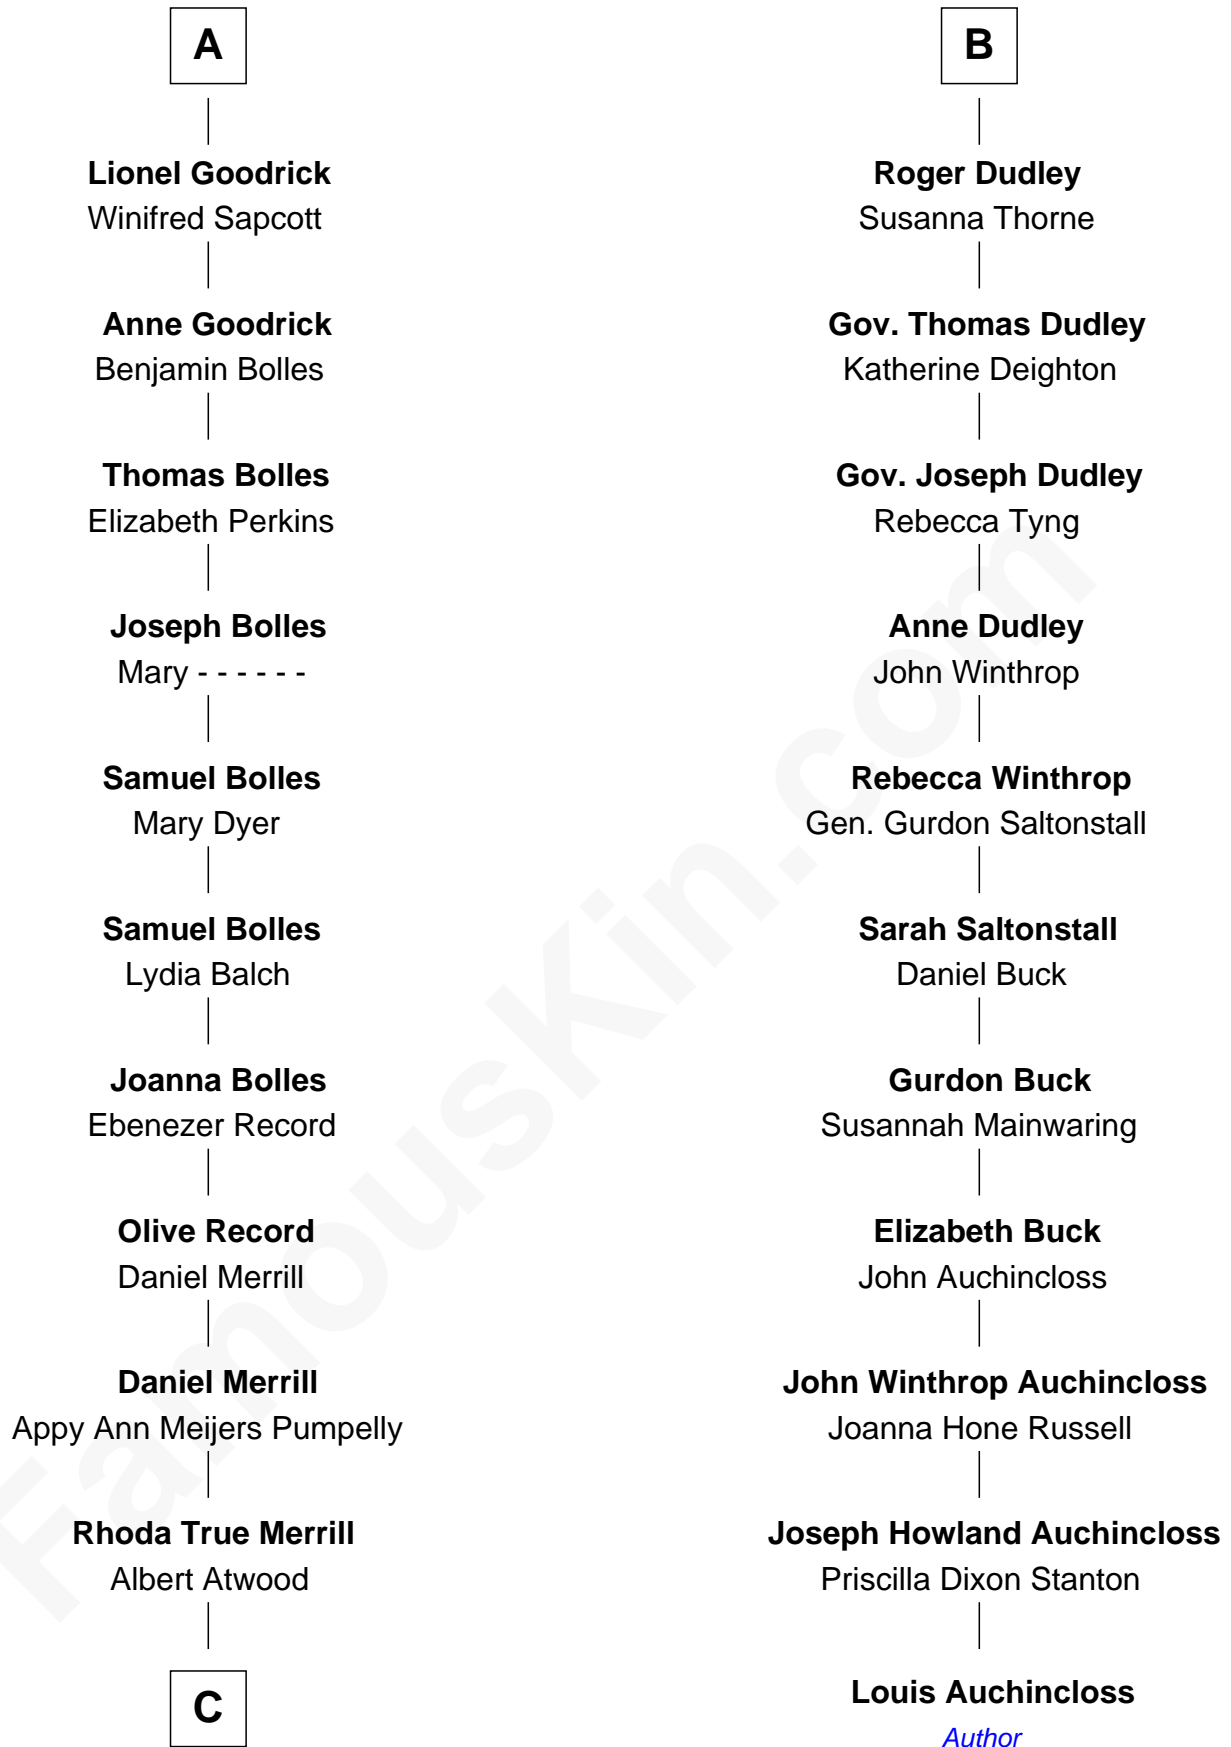 A
Lionel Goodrick
Winifred Sapcott
Anne Goodrick
Benjamin Bolles
Thomas Bolles
Elizabeth Perkins
Joseph Bolles
Mary - - - - - -
Samuel Bolles
Mary Dyer
Samuel Bolles
Lydia Balch
Joanna Bolles
Ebenezer Record
Olive Record
Daniel Merrill
Daniel Merrill
Appy Ann Meijers Pumpelly
Rhoda True Merrill
Albert Atwood
C
B
Roger Dudley
Susanna Thorne
Gov. Thomas Dudley
Katherine Deighton
Gov. Joseph Dudley
Rebecca Tyng
Anne Dudley
John Winthrop
Rebecca Winthrop
Gen. Gurdon Saltonstall
Sarah Saltonstall
Daniel Buck
Gurdon Buck
Susannah Mainwaring
Elizabeth Buck
John Auchincloss
John Winthrop Auchincloss
Joanna Hone Russell
Joseph Howland Auchincloss
Priscilla Dixon Stanton
Louis Auchincloss
Author
FamousKin.com